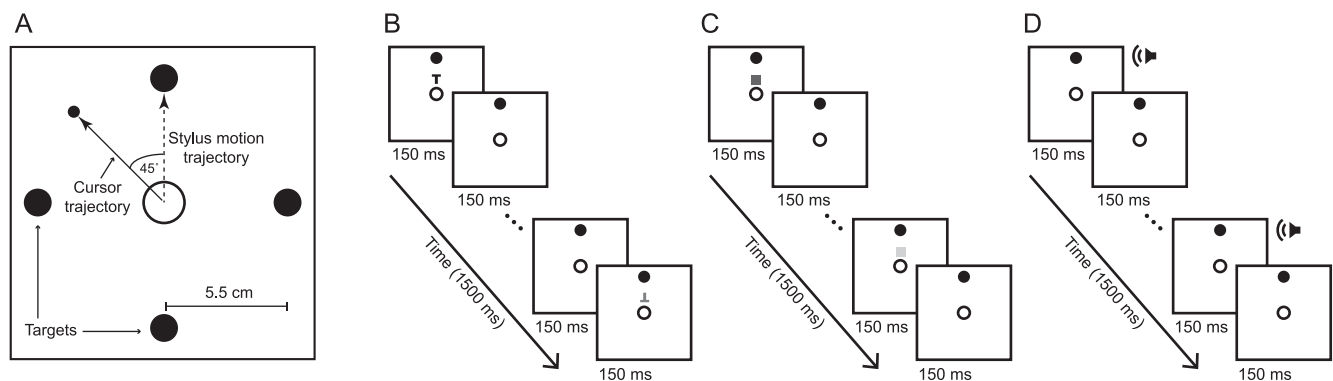 A
Stylus motion
trajectory
45°
Cursor
trajectory
5.5 cm
Targets
B
T
150 ms
150 ms
Time (1500 ms)
150 ms
T
150 ms
C
150 ms
150 ms
Time (1500 ms)
150 ms
150 ms
D
150 ms
150 ms
Time (1500 ms)
150 ms
150 ms